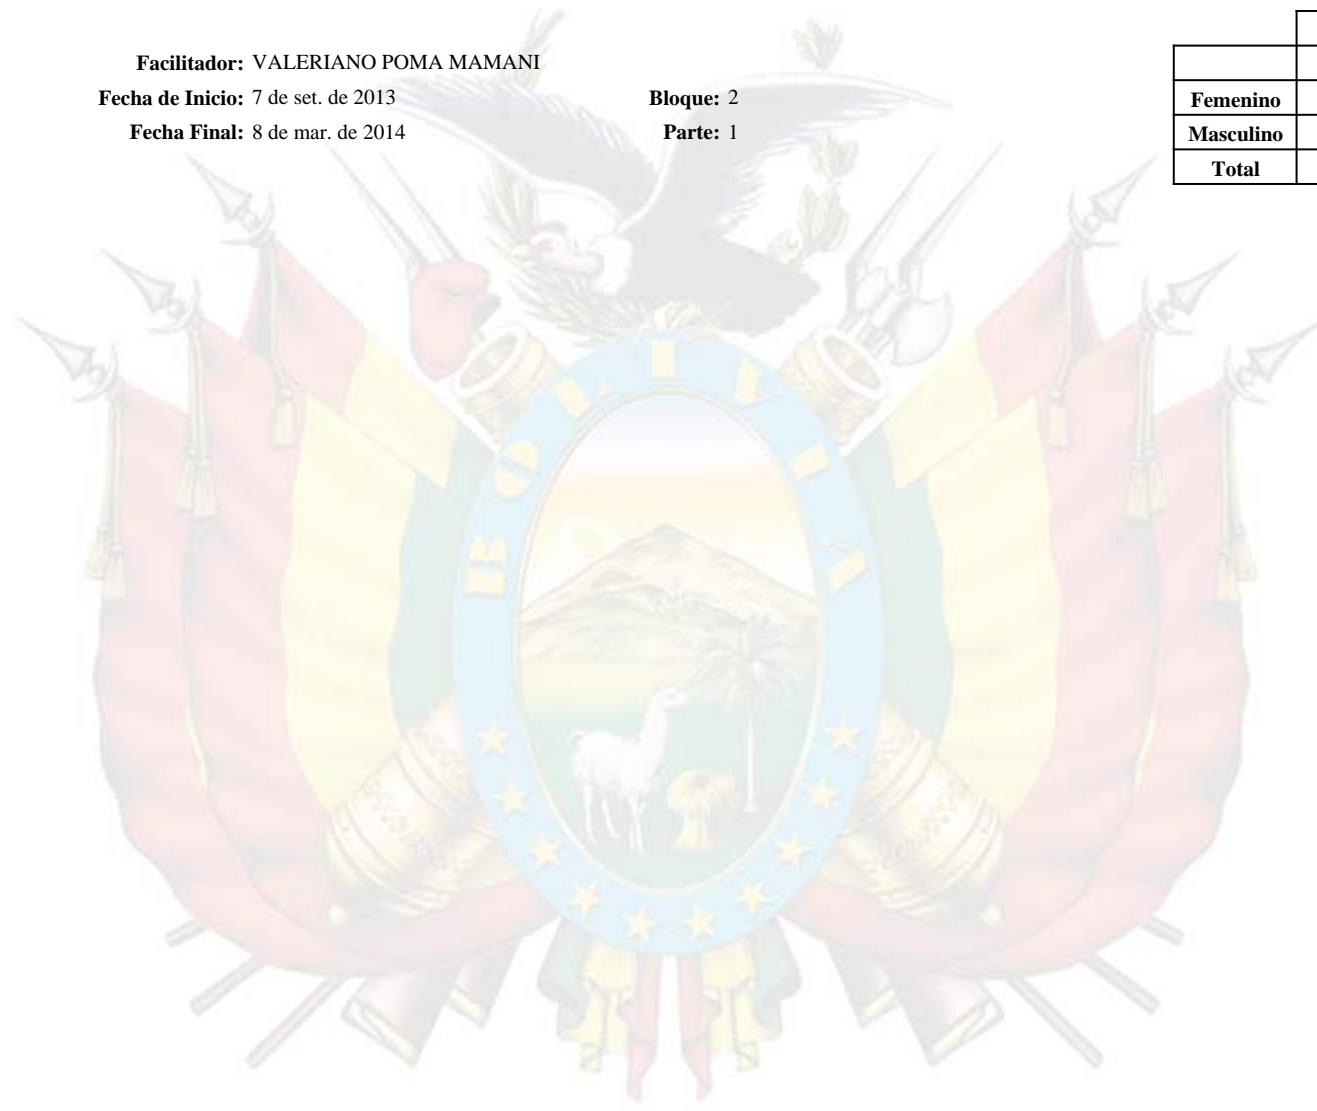 Facilitador: VALERIANO POMA MAMANI
Fecha de Inicio: 7 de set. de 2013 Bloque: 2
Fecha Final: 8 de mar. de 2014 Parte: 1
Femenino
Masculino
Total
BOLIVIA